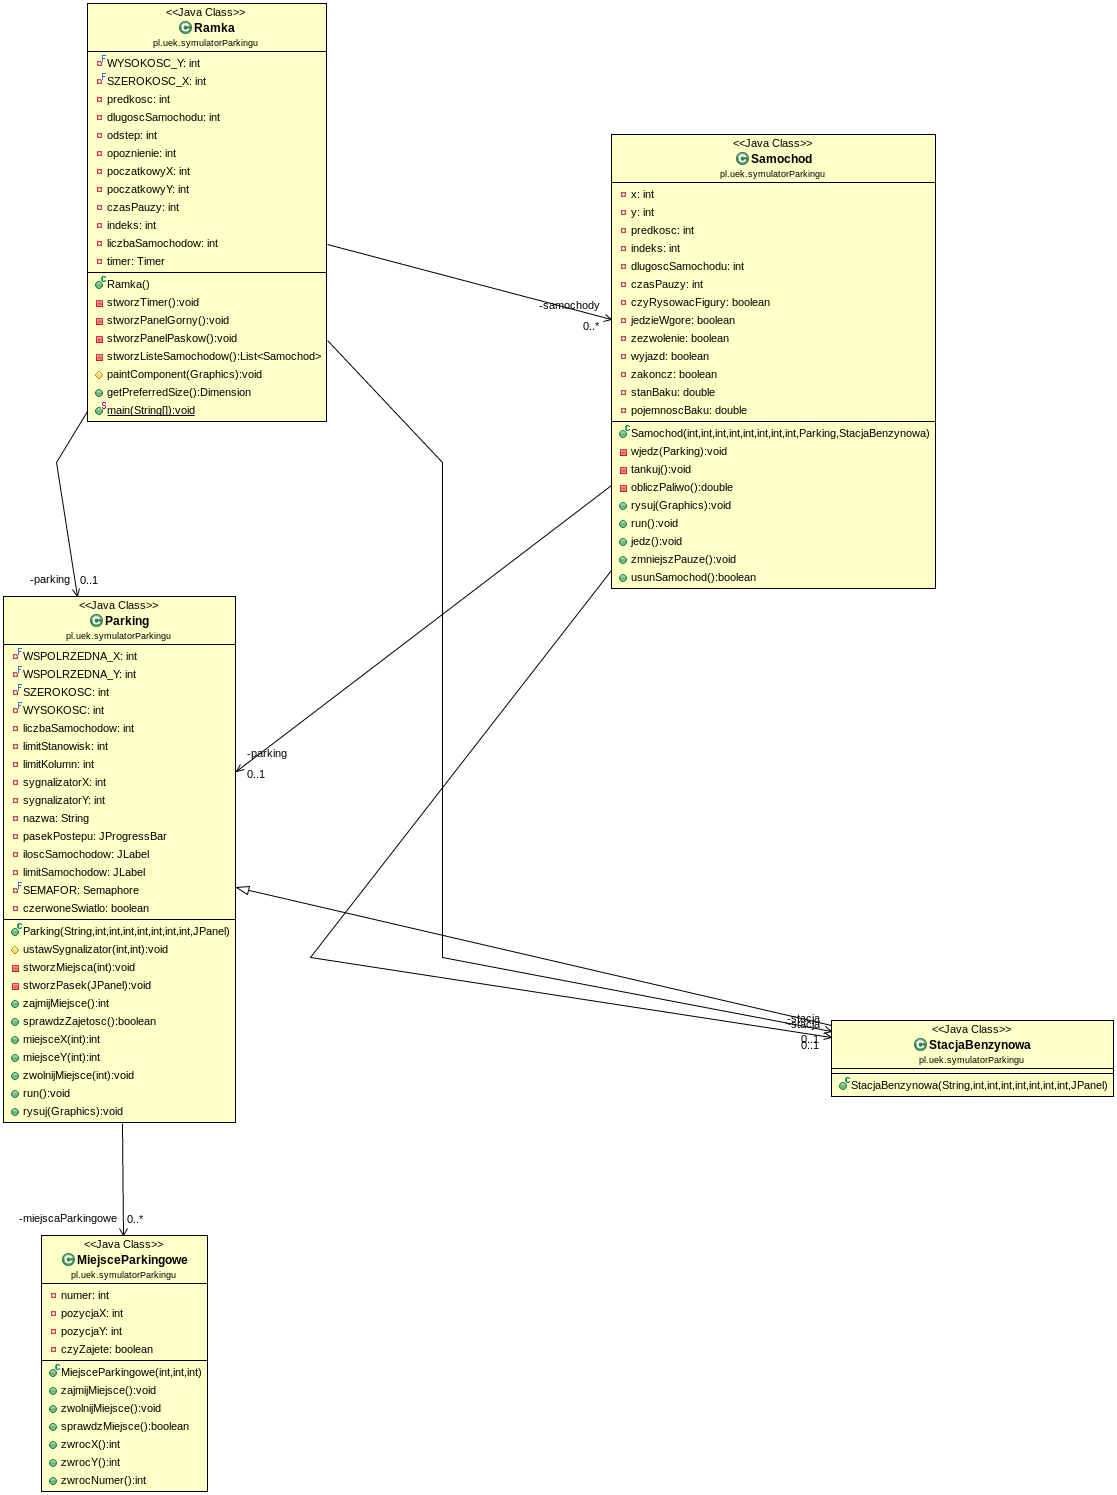 <<Java Class>>
Ramka
pl.uek.symulatorParkingu
WYSOKOSC_Y: int
SZEROKOSC_X: int
predkosc: int
dlugoscSamochodu: int
odstep: int
opoznienie: int
poczatkowyX: int
poczatkowyY: int
czasPauzy: int
indeks: int
liczbaSamochodow: int
timer: Timer
Ramka()
stworzTimer():void
stworzPanelGorny():void
stworzPanelPaskow():void
stworzListeSamochodow():List<Samochod>
paintComponent(Graphics):void
getPreferredSize():Dimension
main(String[]):void
<<Java Class>>
Samochod
pl.uek.symulatorParkingu
x: int
y: int
predkosc: int
indeks: int
dlugoscSamochodu: int
czasPauzy: int
czyRysowacFigury: boolean
jedzieWgore: boolean
zezwolenie: boolean
wyjazd: boolean
zakoncz: boolean
stanBaku: double
pojemnoscBaku: double
Samochod(int,int,int,int,int,int,int,int,Parking,StacjaBenzynowa)
wjedz(Parking):void
tankuj():void
obliczPaliwo():double
rysuj(Graphics):void
run():void
jedz():void
zmniejszPauze():void
usunSamochod():boolean
-samochody
0..*
-parking
0..1
<<Java Class>>
Parking
pl.uek.symulatorParkingu
WSPOLRZEDNA_X: int
WSPOLRZEDNA_Y: int
SZEROKOSC: int
WYSOKOSC: int
liczbaSamochodow: int
limitStanowisk: int
limitKolumn: int
sygnalizatorX: int
sygnalizatorY: int
nazwa: String
pasekPostepu: JProgressBar
iloscSamochodow: JLabel
limitSamochodow: JLabel
SEMAFOR: Semaphore
czerwoneSwiatlo: boolean
Parking(String,int,int,int,int,int,int,int,JPanel)
ustawSygnalizator(int,int):void
stworzMiejsca(int):void
stworzPasek(JPanel):void
zajmijMiejsce():int
sprawdzZajetosc():boolean
miejsceX(int):int
miejsceY(int):int
zwolnijMiejsce(int):void
run():void
rysuj(Graphics):void
-parking
0..1
-stacja
-stacja
0..1
0..1
<<Java Class>>
StacjaBenzynowa
pl.uek.symulatorParkingu
StacjaBenzynowa(String,int,int,int,int,int,int,int,JPanel)
-miejscaParkingowe
0..*
<<Java Class>>
MiejsceParkingowe
pl.uek.symulatorParkingu
numer: int
pozycjaX: int
pozycjaY: int
czyZajete: boolean
MiejsceParkingowe(int,int,int)
zajmijMiejsce():void
zwolnijMiejsce():void
sprawdzMiejsce():boolean
zwrocX():int
zwrocY():int
zwrocNumer():int